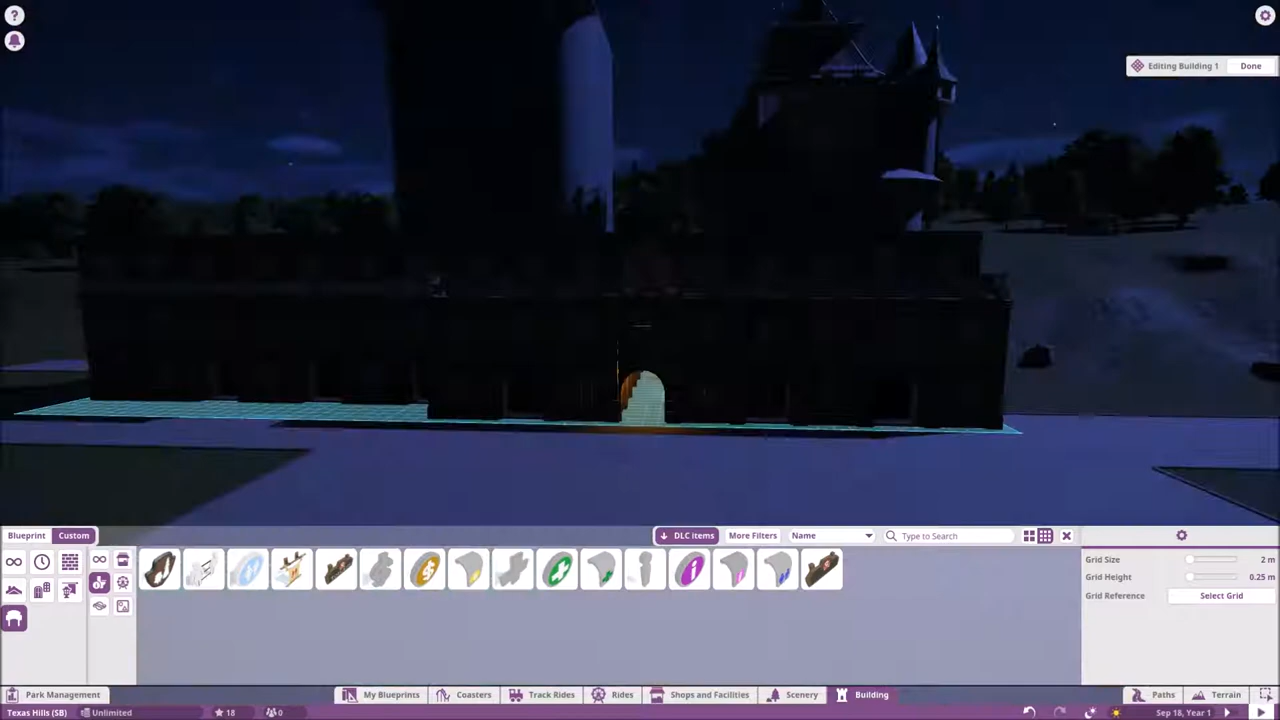 ?
Editing Building 1 Done
Blueprint Custom
DLC items More Filters Name Type to Search
Grid Size 2 m
Grid Height 0.25 m
Grid Reference Select Grid
Park Management My Blueprints Coasters Track Rides Rides Shops and Facilities Scenery Building Paths Terrain
Texas Hills (SB) Unlimited 18 0 Sep 18, Year 1